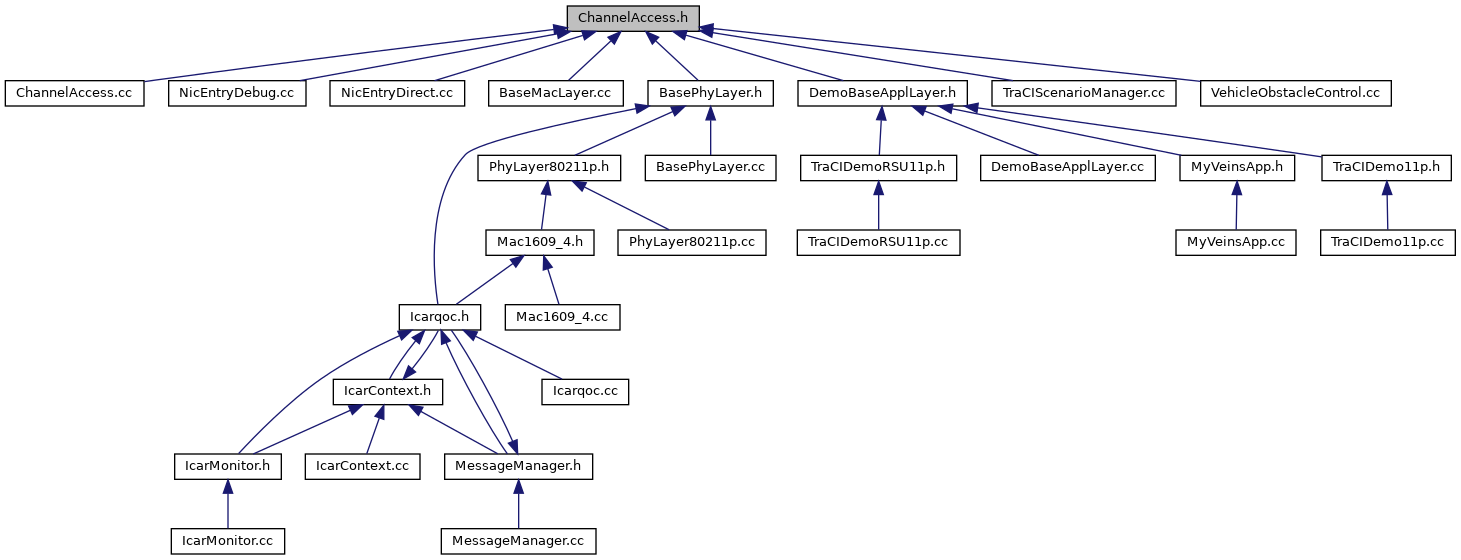 ChannelAccess.h
ChannelAccess.cc
NicEntryDebug.cc
NicEntryDirect.cc
BaseMacLayer.cc
BasePhyLayer.h
DemoBaseApplLayer.h
TraCIScenarioManager.cc
VehicleObstacleControl.cc
PhyLayer80211p.h
BasePhyLayer.cc
TraCIDemoRSU11p.h
DemoBaseApplLayer.cc
MyVeinsApp.h
TraCIDemo11p.h
Mac1609_4.h
PhyLayer80211p.cc
TraCIDemoRSU11p.cc
MyVeinsApp.cc
TraCIDemo11p.cc
Icarqoc.h
Mac1609_4.cc
IcarContext.h
Icarqoc.cc
IcarMonitor.h
IcarContext.cc
MessageManager.h
IcarMonitor.cc
MessageManager.cc